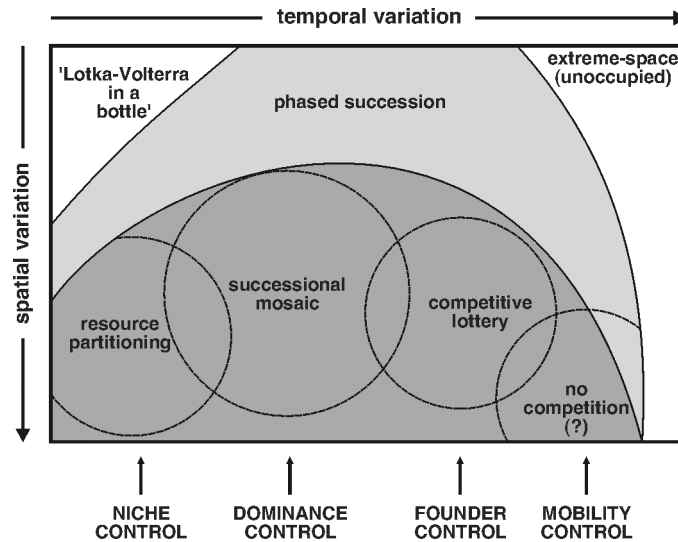 temporal variation
'Lotka-Volterra
in a
bottle'
extreme-space
(unoccupied)
phased succession
spatial variation
successional
mosaic
competitive
lottery
resource
partitioning
no
competition
(?)
NICHE
CONTROL
DOMINANCE
CONTROL
FOUNDER
CONTROL
MOBILITY
CONTROL